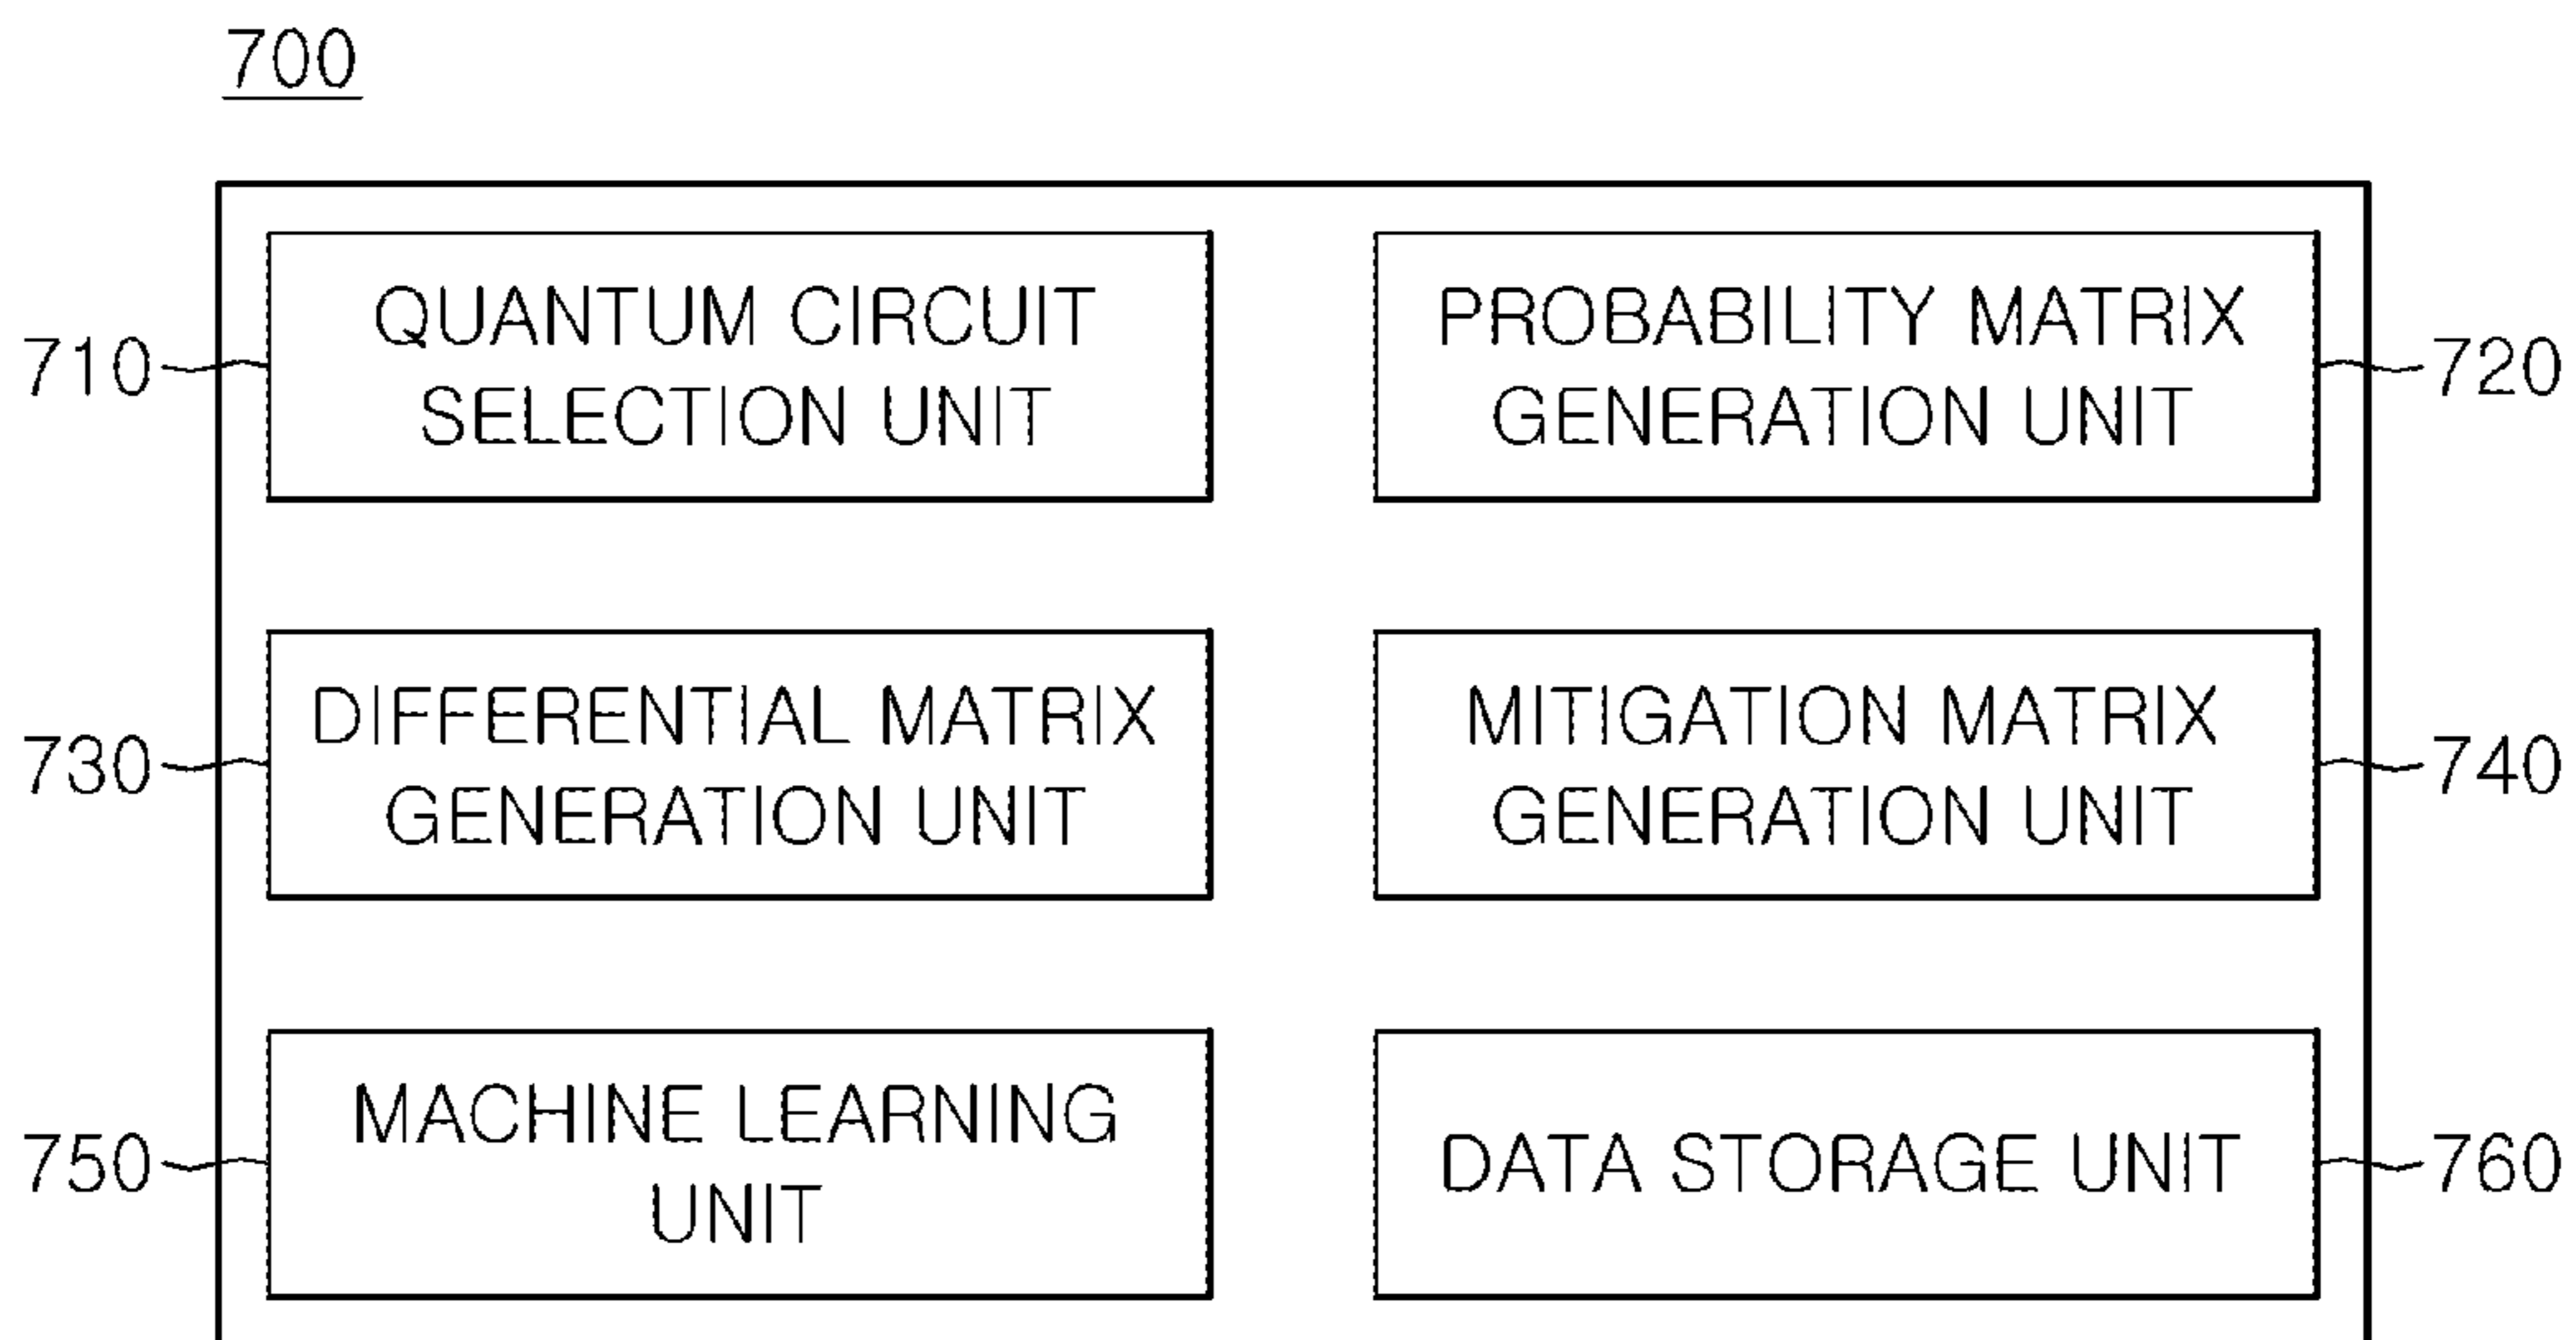 700
710
QUANTUM CIRCUIT
SELECTION UNIT
PROBABILITY MATRIX
GENERATION UNIT
720
730
DIFFERENTIAL MATRIX
GENERATION UNIT
MITIGATION MATRIX
GENERATION UNIT
740
750
MACHINE LEARNING
UNIT
DATA STORAGE UNIT
760